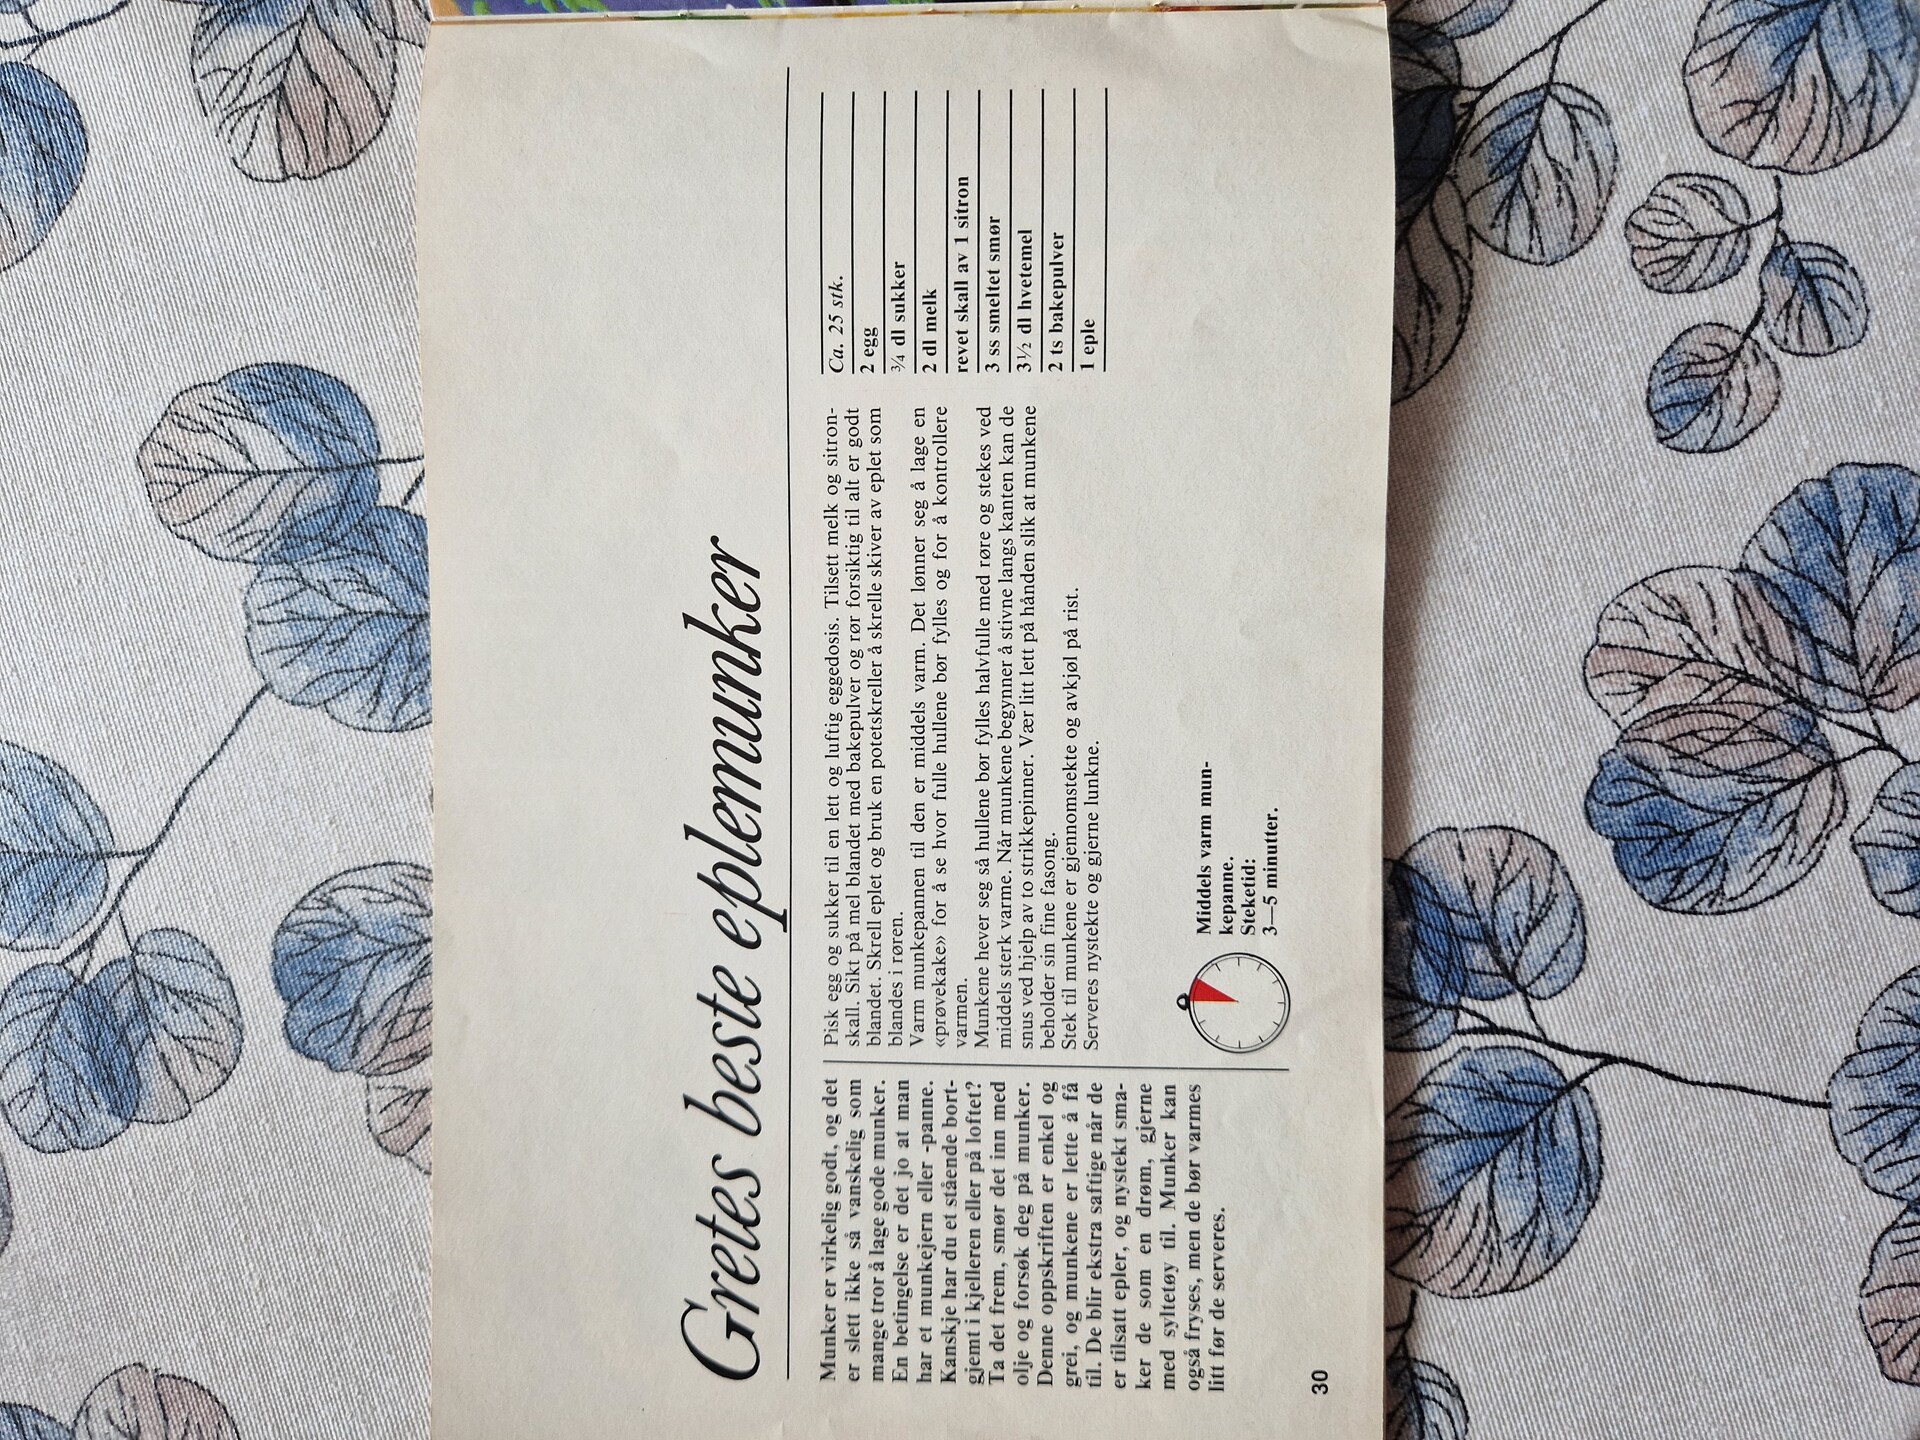 Gretes beste eplemunker
Munker er virkelig godt, og det
er slett ikke så vanskelig som
mange tror å lage gode munker.
En betingelse er det jo at man
har et munkejern eller -panne.
Kanskje har du et stående bort-
gjemt i kjelleren eller på loftet?
Ta det frem, smør det inn med
olje og forsøk deg på munker.
Denne oppskriften er enkel og
grei, og munkene er lette å få
til. De blir ekstra saftige når de
er tilsatt epler, og nystekt sma-
ker de som en drøm, gjerne
med syltetøy til. Munker kan
også fryses, men de bør varmes
litt før de serveres.
Pisk egg og sukker til en lett og luftig eggedosis. Tilsett melk og sitron-
skall. Sikt på mel blandet med bakepulver og rør forsiktig til alt er godt
blandet. Skrell eplet og bruk en potetskreller å skrelle skiver av eplet som
blandes i røren.
Varm munkepannen til den er middels varm. Det lønner seg å lage en
«prøvekake» for å se hvor fulle hullene bør fylles og for å kontrollere
varmen.
Munkene hever seg så hullene bør fylles halvfulle med røre og stekes ved
middels sterk varme. Når munkene begynner å stivne langs kanten kan de
snus ved hjelp av to strikkepinner. Vær litt lett på hånden slik at munkene
beholder sin fine fasong.
Stek til munkene er gjennomstekte og avkjøl på rist.
Serveres nystekte og gjerne lunkne.
Middels varm mun-
kepanne.
Steketid:
3—5 minutter.
Ca. 25 stk.
2 egg
¾ dl sukker
2 dl melk
revet skall av 1 sitron
3 ss smeltet smør
3½ dl hvetemel
2 ts bakepulver
1 eple
30